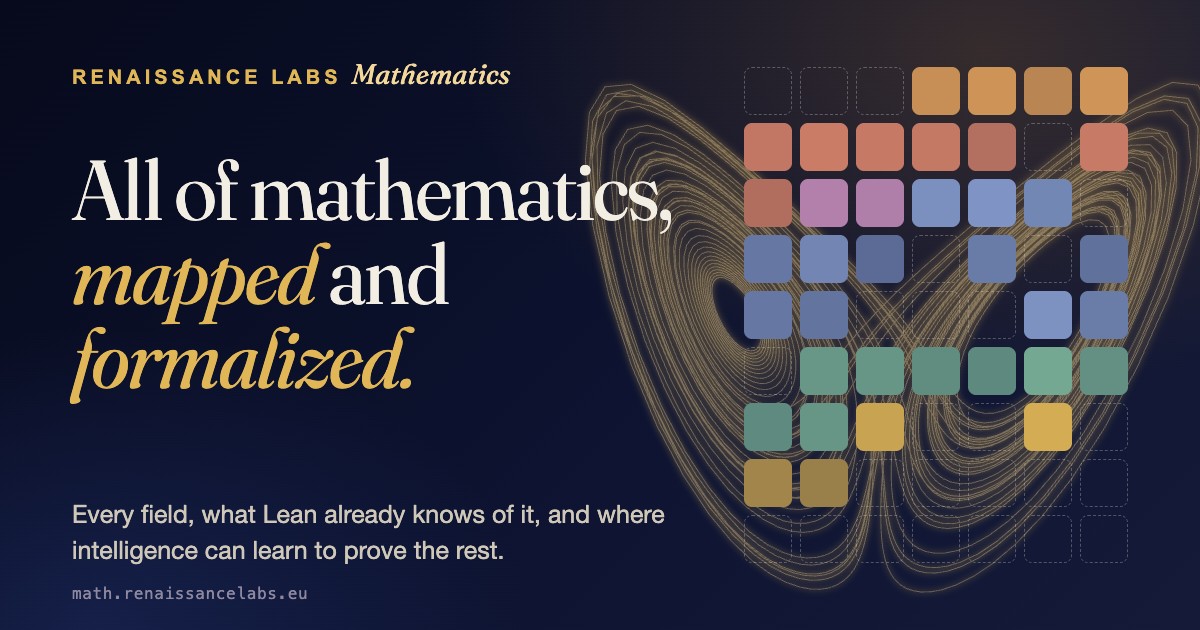 RENAISSANCE LABS Mathematics
All of mathematics,
mapped and
formalized.
Every field, what Lean already knows of it, and where
intelligence can learn to prove the rest.
math.renaissancelabs.eu